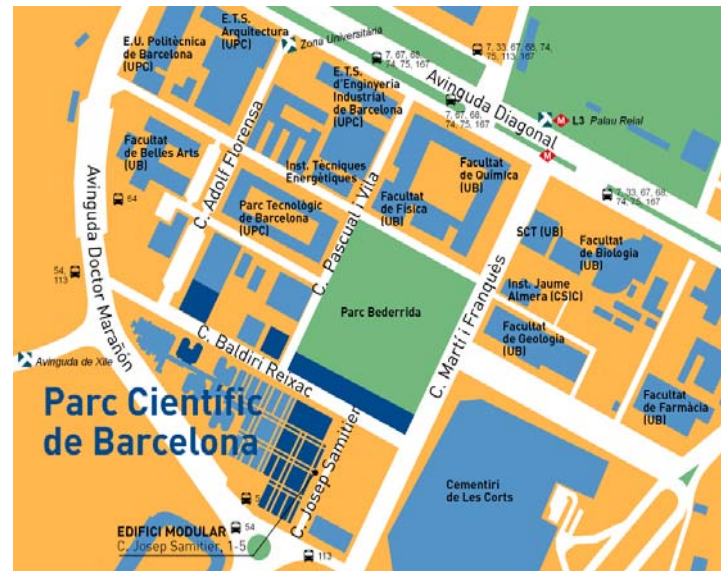 E.T.S.
Arquitectura
(UPC)
Zona Universitária
E.U. Politècnica
de Barcelona
(UPC)
7, 67, 68,
74, 75, 167
7, 33, 67, 68, 74,
75, 113, 167
E.T.S.
d'Enginyeria
Industrial
de Barcelona
(UPC)
Avinguda Diagonal
7, 67, 68,
74, 75, 167
M L3 Palau Reial
M
Facultat
de Belles Arts
(UB)
C. Adolf Florensa
Inst. Tècniques
Energètiques
Facultat
de Química
(UB)
7, 33, 67, 68,
74, 75, 167
Avinguda Doctor Marañón
54
Parc Tecnològic
de Barcelona
(UPC)
C. Pascual i Vila
Facultat
de Física
(UB)
SCT (UB)
Facultat
de Biologia
(UB)
54,
113
Inst. Jaume
Almera (CSIC)
Parc Bederrida
C. Martí i Franquès
Facultat
de Geologia
(UB)
C. Baldiri Reixac
Avinguda de Xile
Parc Científic
de Barcelona
Facultat
de Farmàcia
(UB)
C. Josep Samitier
Cementiri
de Les Corts
5
EDIFICI MODULAR
54
C. Josep Samitier, 1-5
113